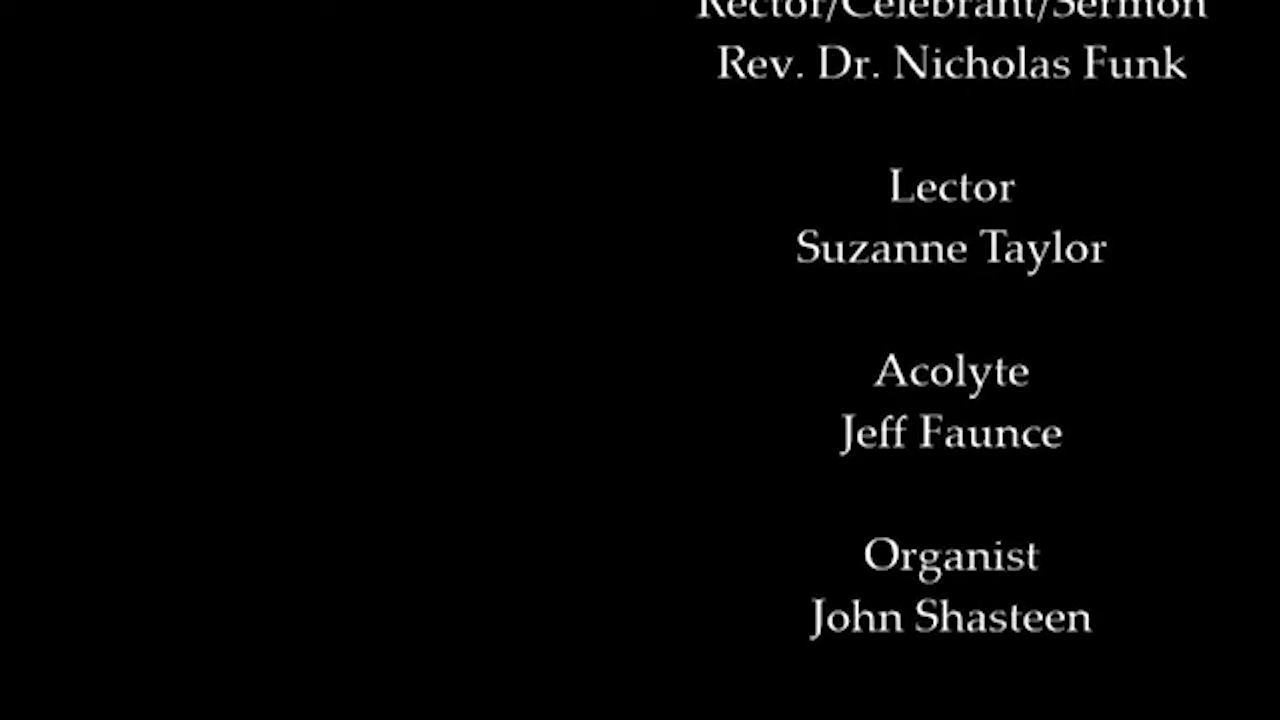 Rector/Celebrant/Sermon
Rev. Dr. Nicholas Funk
Lector
Suzanne Taylor
Acolyte
Jeff Faunce
Organist
John Shasteen